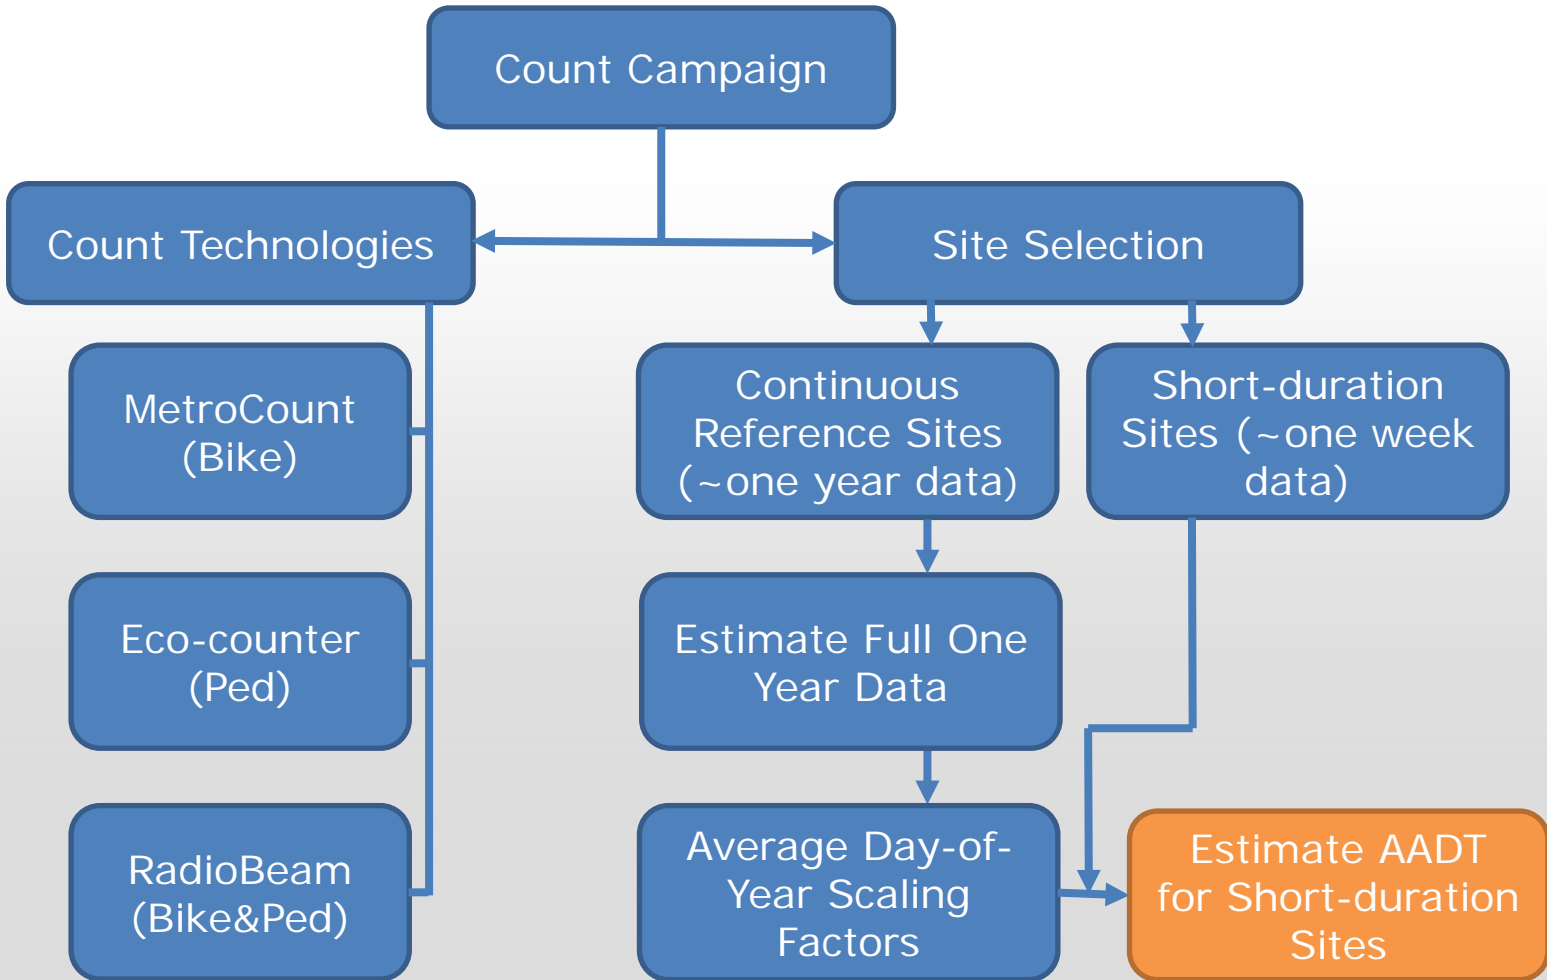 Count Campaign
Count Technologies
Site Selection
MetroCount
(Bike)
Continuous
Reference Sites
(~one year data)
Short-duration
Sites (~one week
data)
Eco-counter
(Ped)
Estimate Full One
Year Data
RadioBeam
(Bike&Ped)
Average Day-of-
Year Scaling
Factors
Estimate AADT
for Short-duration
Sites